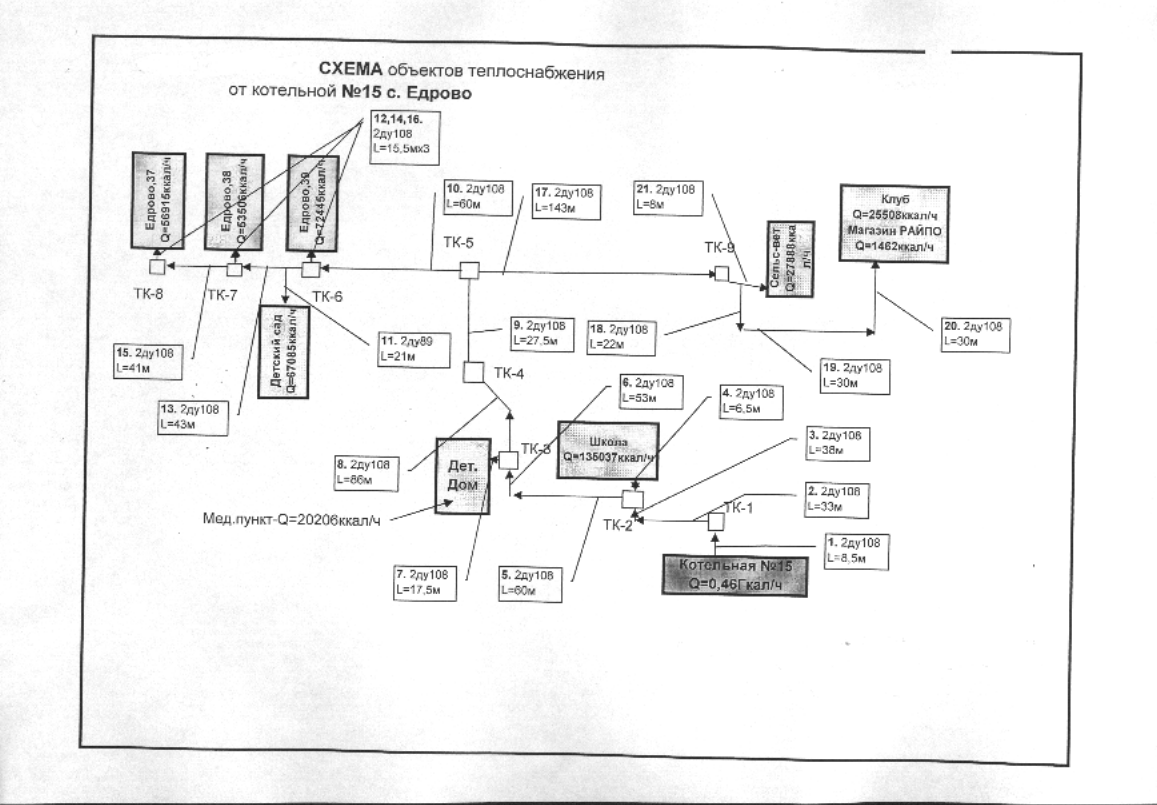 СХЕМА объектов теплоснабжения
от котельной №15 с. Едрово
12,14,16.
2ду108
L=15,5мх3
Едрово,37
Q=56915ккал/ч
Едрово,38
Q=53506ккал/ч
Едрово,39
Q=72445ккал/ч
10. 2ду108
L=60м
17. 2ду108
L=143м
21. 2ду108
L=8м
Клуб
Q=25508ккал/ч
Магазин РАЙПО
Q=1462ккал/ч
ТК-5
ТК-9
Сельс-вет
Q=27888кка
л/ч
ТК-8
ТК-7
ТК-6
Детский сад
Q=67085ккал/ч
15. 2ду108
L=41м
11. 2ду89
L=21м
9. 2ду108
L=27,5м
18. 2ду108
L=22м
20. 2ду108
L=30м
19. 2ду108
L=30м
ТК-4
13. 2ду108
L=43м
6. 2ду108
L=53м
4. 2ду108
L=6,5м
3. 2ду108
L=38м
8. 2ду108
L=86м
Дет.
Дом
ТК-3
Школа
Q=135037ккал/ч
2. 2ду108
L=33м
Мед.пункт-Q=20206ккал/ч
ТК-2
ТК-1
1. 2ду108
L=8,5м
7. 2ду108
L=17,5м
5. 2ду108
L=60м
Котельная №15
Q=0,46Гкал/ч